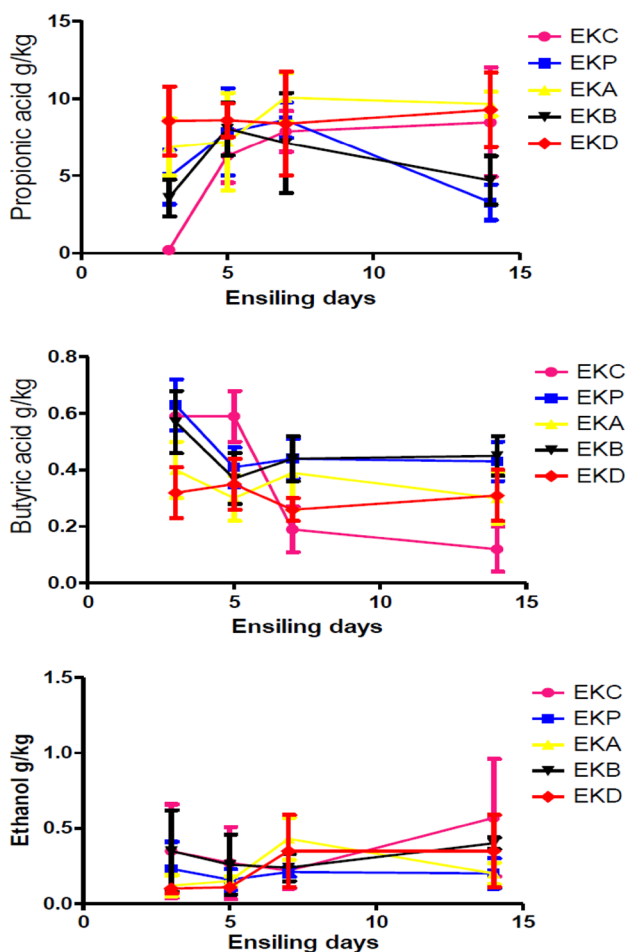 Propionic acid g/kg
15
10
5
0
0 5 10 15
Ensiling days
EKC
EKP
EKA
EKB
EKD
Butyric acid g/kg
0.8
0.6
0.4
0.2
0.0
0 5 10 15
Ensiling days
EKC
EKP
EKA
EKB
EKD
Ethanol g/kg
1.5
1.0
0.5
0.0
0 5 10 15
Ensiling days
EKC
EKP
EKA
EKB
EKD